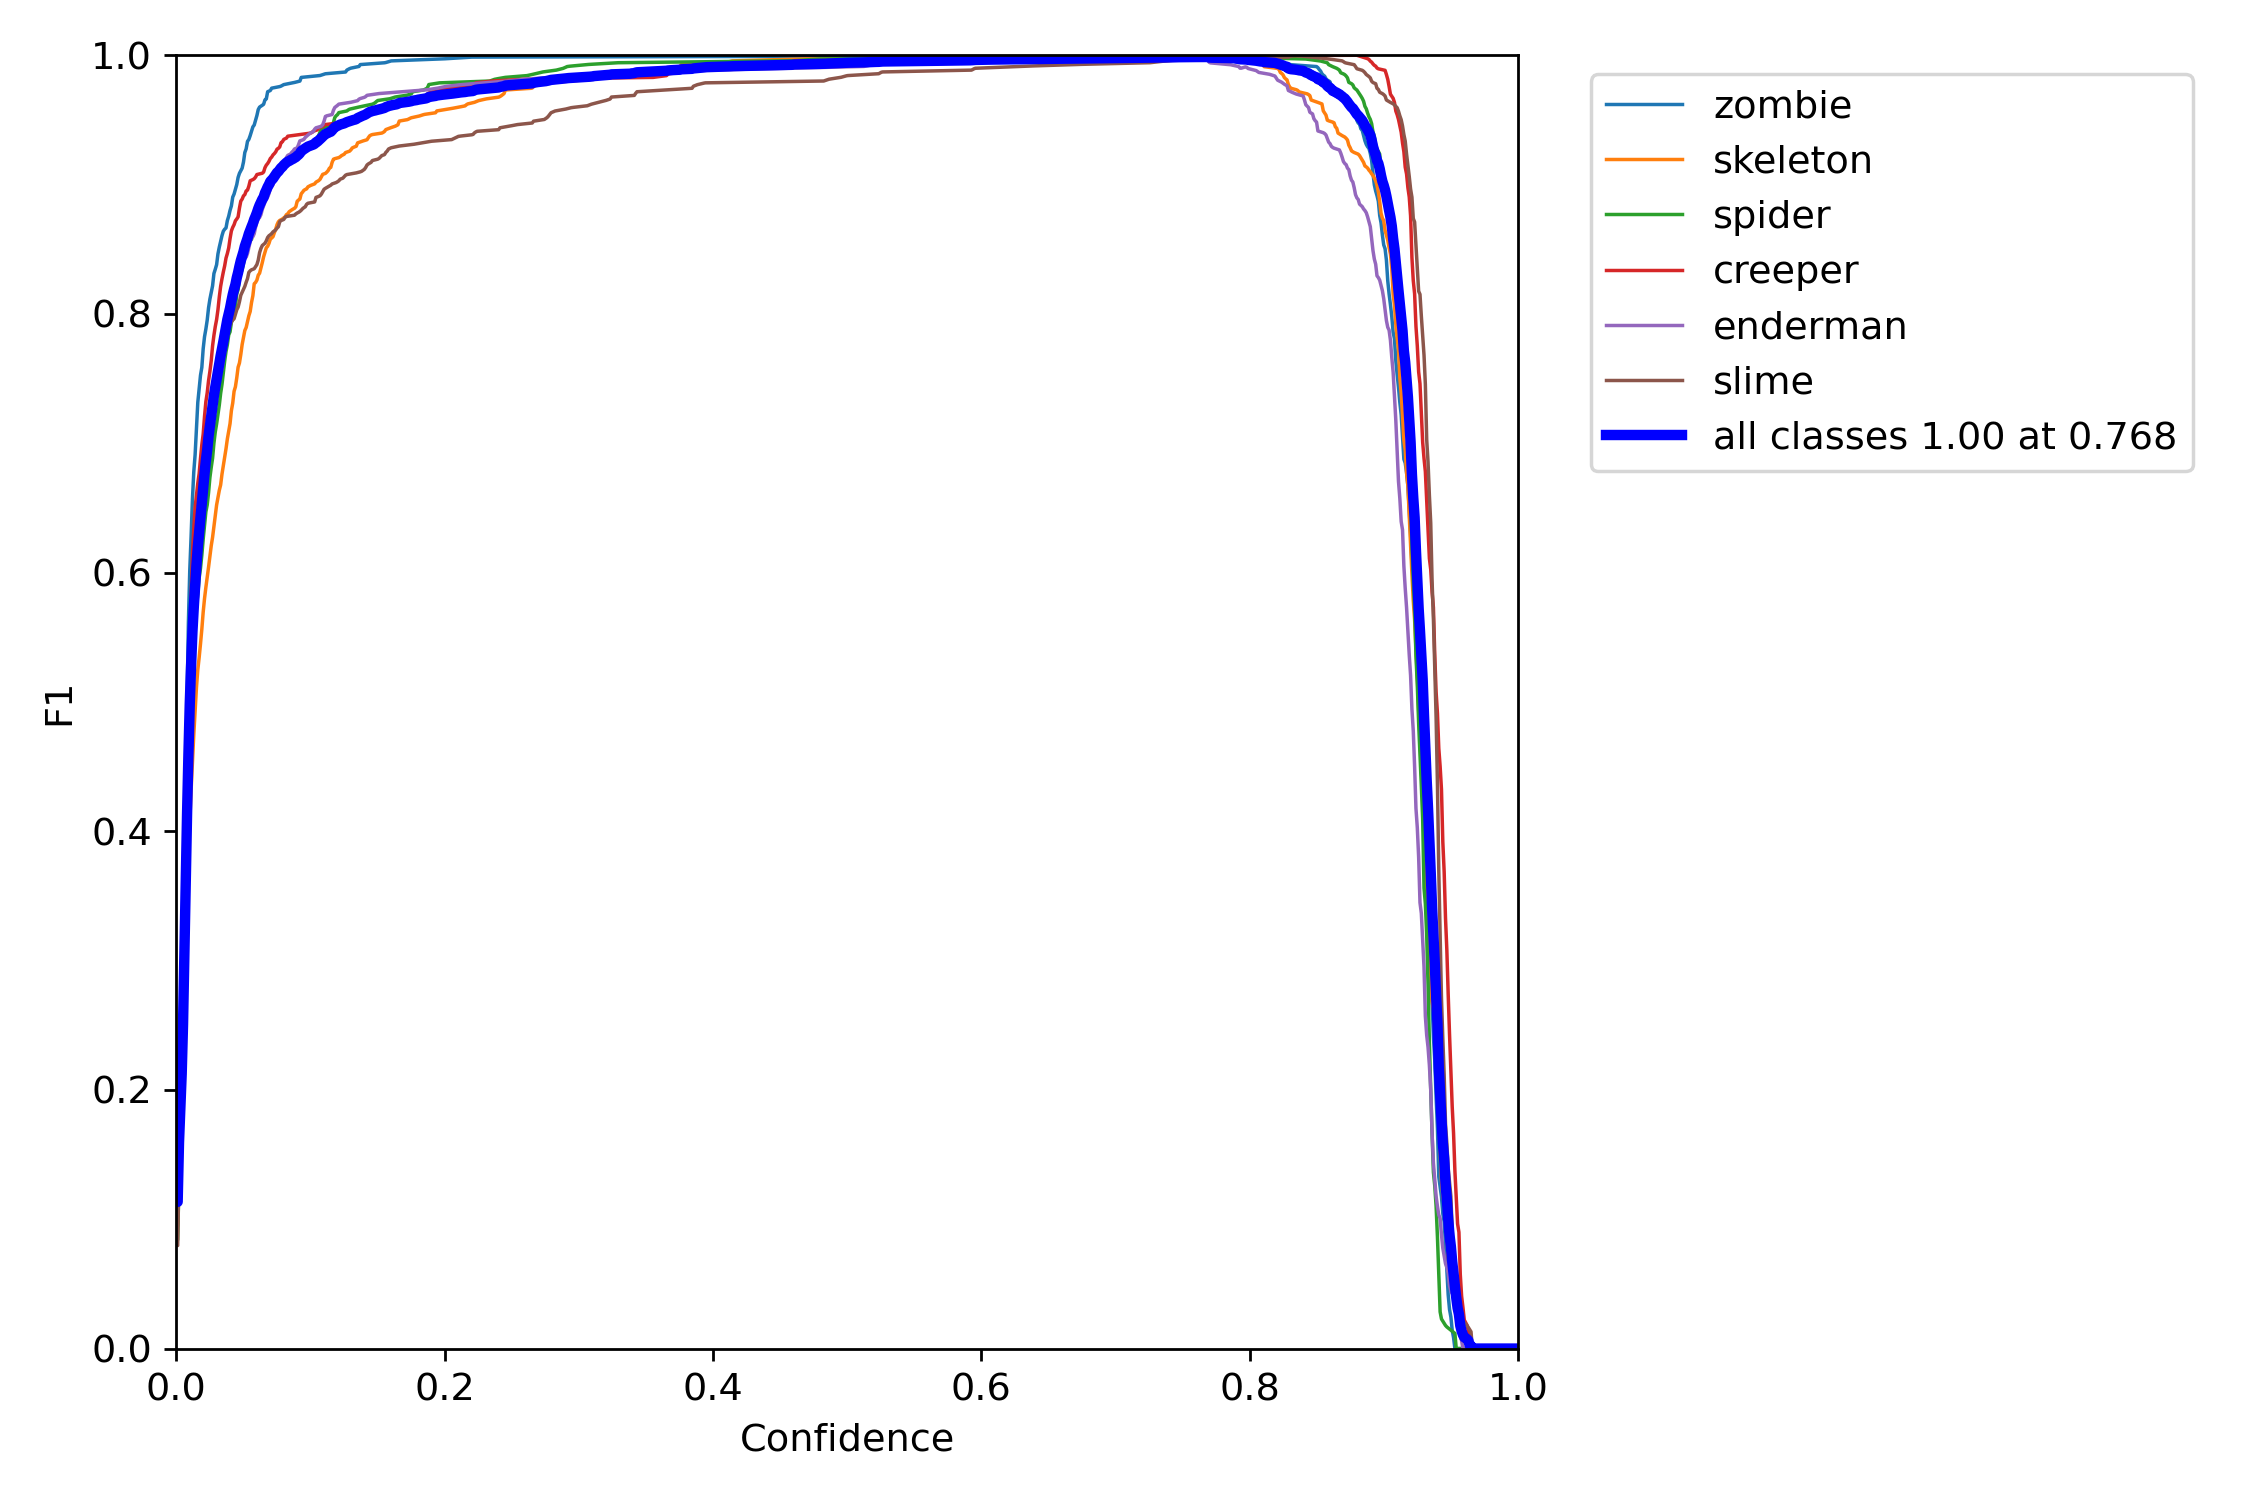 1.0
0.8
0.6
0.4
0.2
0.0
F1
0.0 0.2 0.4 0.6 0.8 1.0
Confidence
zombie
skeleton
spider
creeper
enderman
slime
all classes 1.00 at 0.768